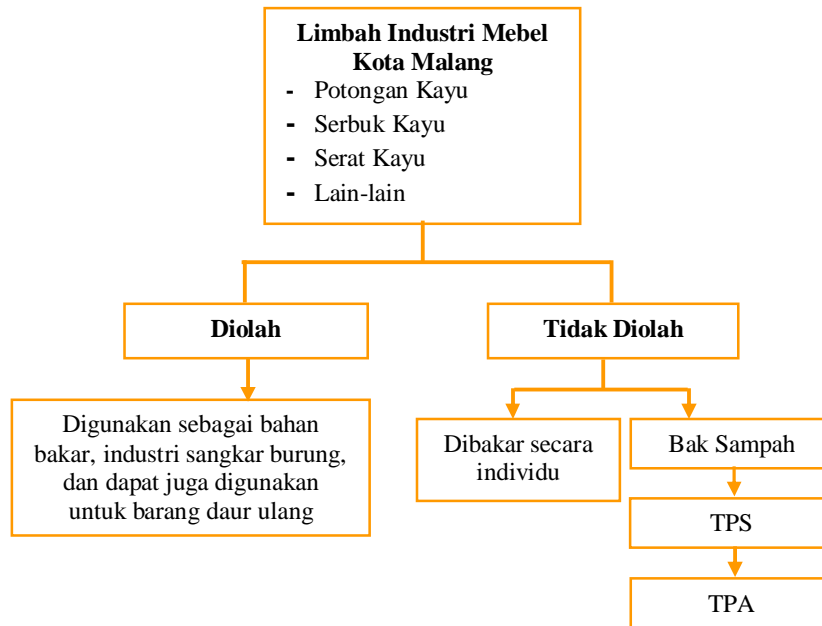 Limbah Industri Mebel
Kota Malang
- Potongan Kayu
- Serbuk Kayu
- Serat Kayu
- Lain-lain
Diolah
Tidak Diolah
Digunakan sebagai bahan
bakar, industri sangkar burung,
dan dapat juga digunakan
untuk barang daur ulang
Dibakar secara
individu
Bak Sampah
TPS
TPA